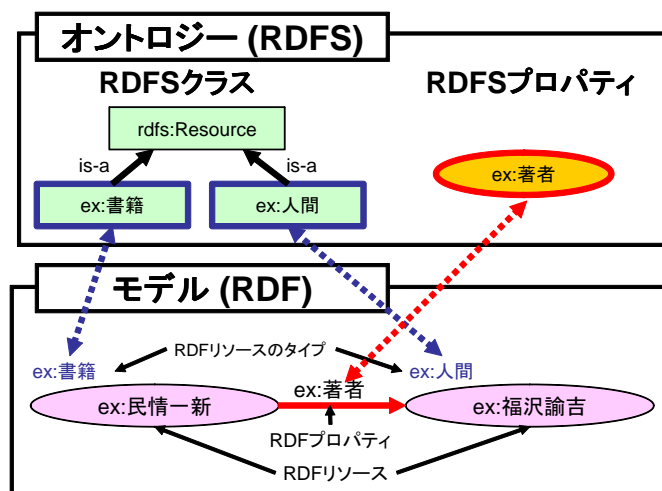 オントロジー (RDFS)
RDFSクラス
RDFSプロパティ
rdfs:Resource
is-a
is-a
ex:著者
ex:書籍
ex:人間
モデル (RDF)
RDFリソースのタイプ
ex:書籍
ex:人間
ex:著者
ex:民情一新
ex:福沢諭吉
RDFプロパティ
RDFリソース